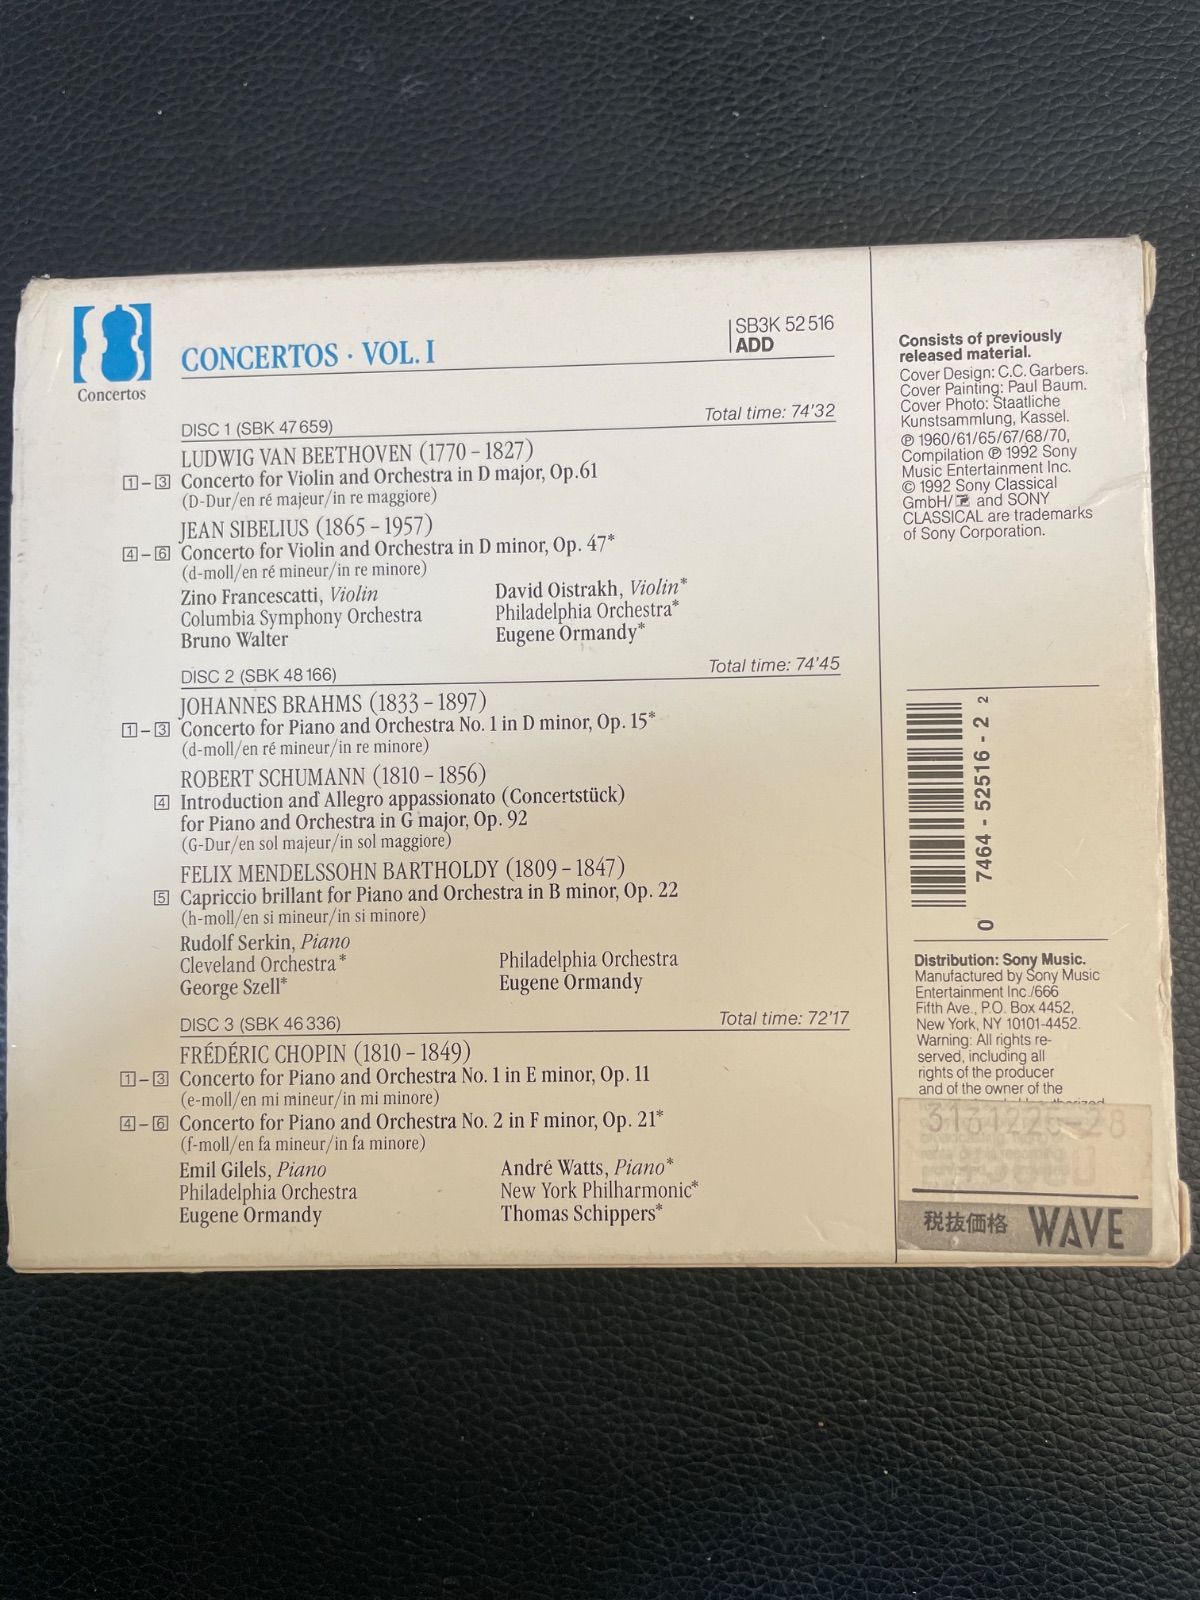 Concertos
CONCERTOS · VOL. I
SB3K 52 516
ADD
DISC 1 (SBK 47 659)
Total time: 74'32
LUDWIG VAN BEETHOVEN (1770 – 1827)
1 – 3 Concerto for Violin and Orchestra in D major, Op.61
(D-Dur/en ré majeur/in re maggiore)
JEAN SIBELIUS (1865 – 1957)
4 – 6 Concerto for Violin and Orchestra in D minor, Op. 47*
(d-moll/en ré mineur/in re minore)
Zino Francescatti, Violin
Columbia Symphony Orchestra
Bruno Walter
David Oistrakh, Violin*
Philadelphia Orchestra*
Eugene Ormandy*
DISC 2 (SBK 48 166)
Total time: 74'45
JOHANNES BRAHMS (1833 – 1897)
1 – 3 Concerto for Piano and Orchestra No. 1 in D minor, Op. 15*
(d-moll/en ré mineur/in re minore)
ROBERT SCHUMANN (1810 – 1856)
4 Introduction and Allegro appassionato (Concertstück)
for Piano and Orchestra in G major, Op. 92
(G-Dur/en sol majeur/in sol maggiore)
FELIX MENDELSSOHN BARTHOLDY (1809 – 1847)
5 Capriccio brillant for Piano and Orchestra in B minor, Op. 22
(h-moll/en si mineur/in si minore)
Rudolf Serkin, Piano
Cleveland Orchestra*
George Szell*
Philadelphia Orchestra
Eugene Ormandy
DISC 3 (SBK 46 336)
Total time: 72'17
FRÉDÉRIC CHOPIN (1810 – 1849)
1 – 3 Concerto for Piano and Orchestra No. 1 in E minor, Op. 11
(e-moll/en mi mineur/in mi minore)
4 – 6 Concerto for Piano and Orchestra No. 2 in F minor, Op. 21*
(f-moll/en fa mineur/in fa minore)
Emil Gilels, Piano
Philadelphia Orchestra
Eugene Ormandy
André Watts, Piano*
New York Philharmonic*
Thomas Schippers*
Consists of previously
released material.
Cover Design: C.C. Garbers.
Cover Painting: Paul Baum.
Cover Photo: Staatliche
Kunstsammlung, Kassel.
℗ 1960/61/65/67/68/70,
Compilation ℗ 1992 Sony
Music Entertainment Inc.
© 1992 Sony Classical
GmbH/ and SONY
CLASSICAL are trademarks
of Sony Corporation.
0 7464 - 52516 - 2 2
Distribution: Sony Music.
Manufactured by Sony Music
Entertainment Inc./666
Fifth Ave., P.O. Box 4452,
New York, NY 10101-4452.
Warning: All rights re-
served, including all
rights of the producer
and of the owner of the
3131225-28
税抜価格 WAVE